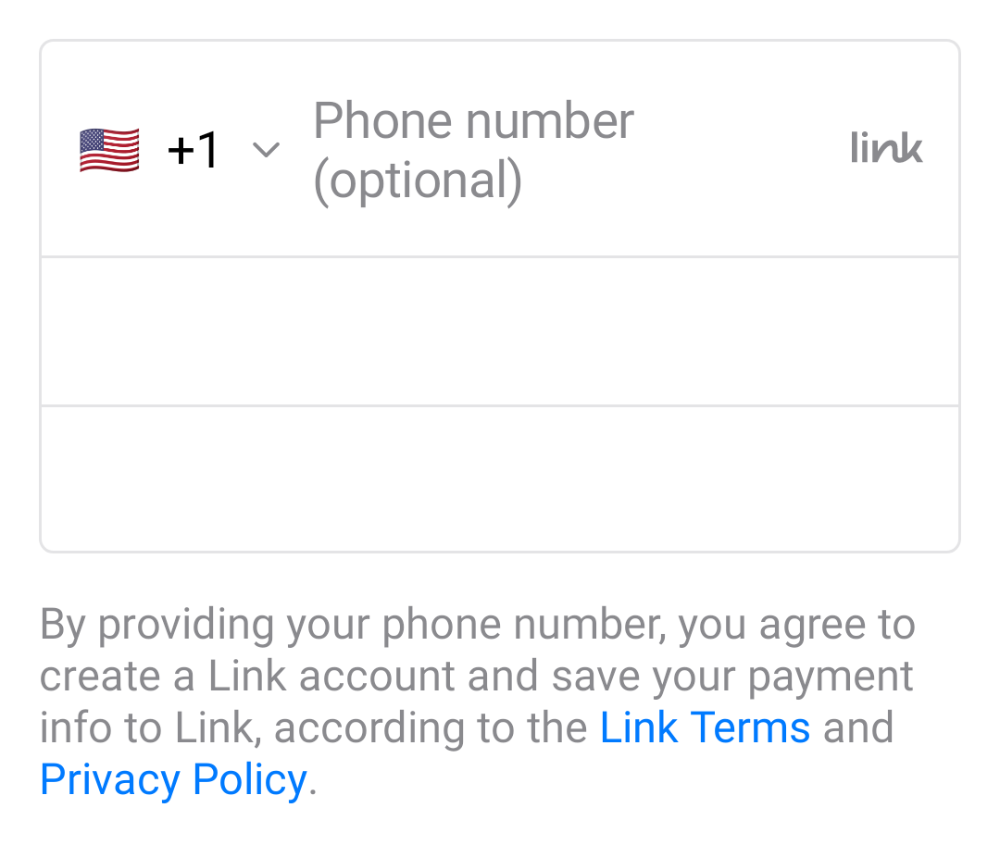 +1
Phone number
(optional)
link
By providing your phone number, you agree to
create a Link account and save your payment
info to Link, according to the Link Terms and
Privacy Policy.